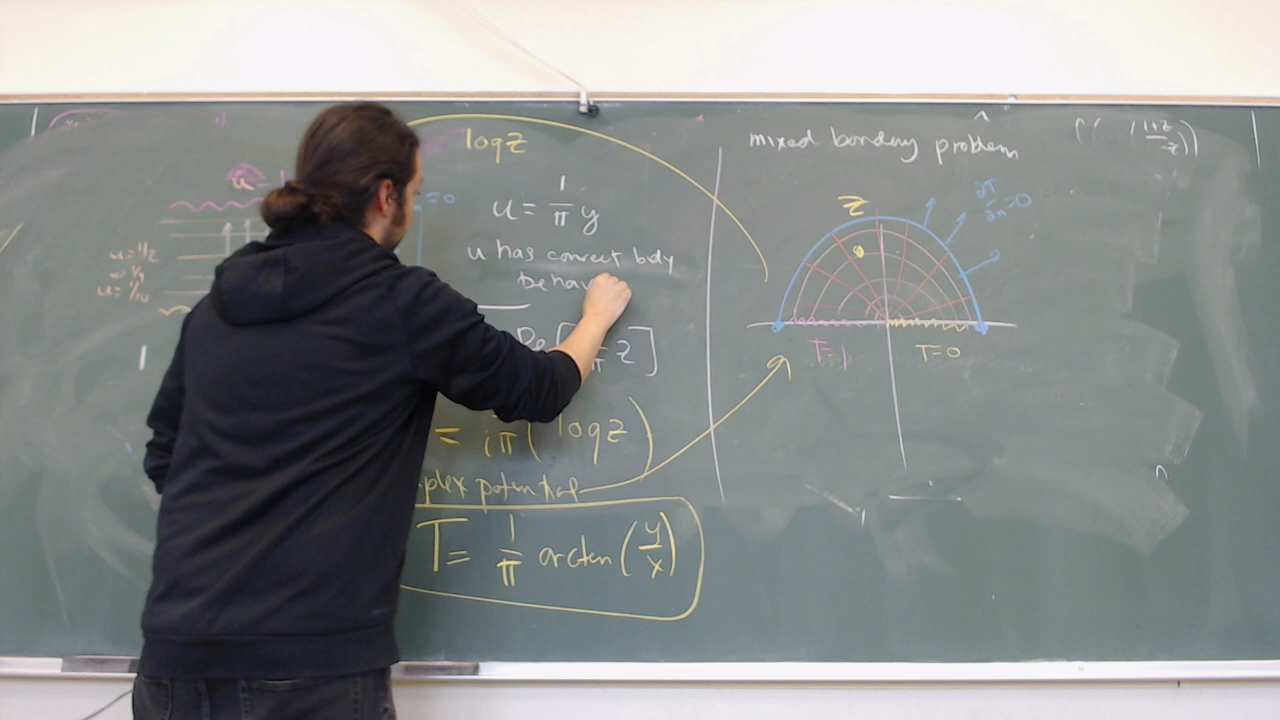 log z
u = 1/π y
u has correct bdy
behav
z ]
= 1/iπ ( log z )
plex potential
T = 1/π arctan ( y/x )
u = 1/2
u = 1/10
mixed bondary problem
z
∂T/∂n = 0
T=1
T=0